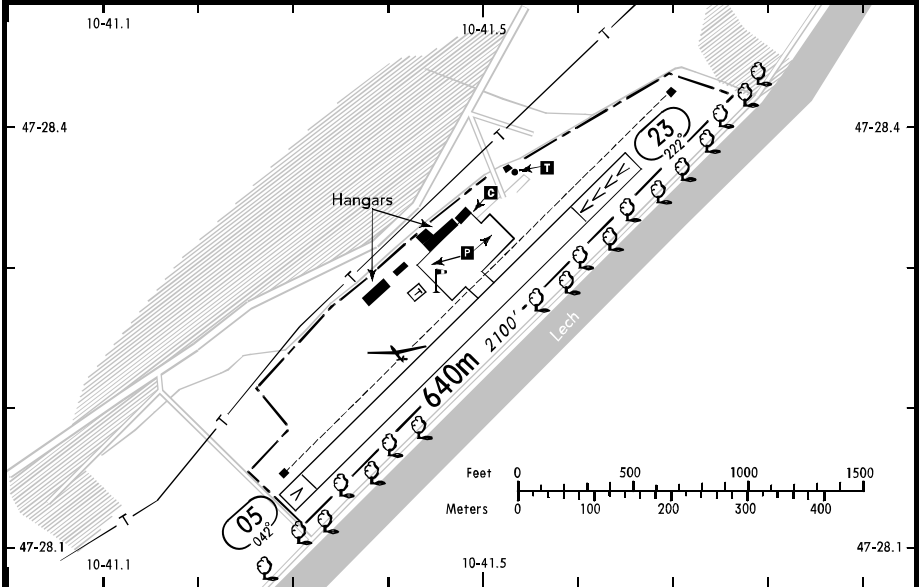 10-41.1
10-41.5
T
47-28.4
47-28.4
T
23
222°
T
Hangars
C
P
T
T
Lech
640m 2100'
T
Feet 0 500 1000 1500
Meters 100 200 300 400
05
042°
T
47-28.1
47-28.1
10-41.1
10-41.5